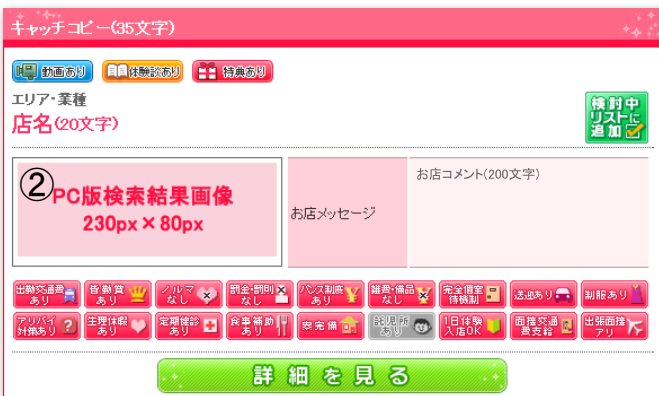 キャッチコピー(35文字)
動画あり 体験談あり 特典あり
エリア・業種
店名(20文字)
検討中
リストに
追加
②PC版検索結果画像
230px×80px
お店メッセージ
お店コメント(200文字)
出勤交通費あり 皆勤賞あり ノルマなし 罰金・罰則なし バンス制度あり 雑費・備品なし 完全個室待機制 送迎あり 制服あり
アリバイ対策あり 生理休暇あり 定期健診あり 食事補助あり 寮完備 託児所あり 1日体験入店OK 面接交通費支給 出張面接アリ
詳細を見る